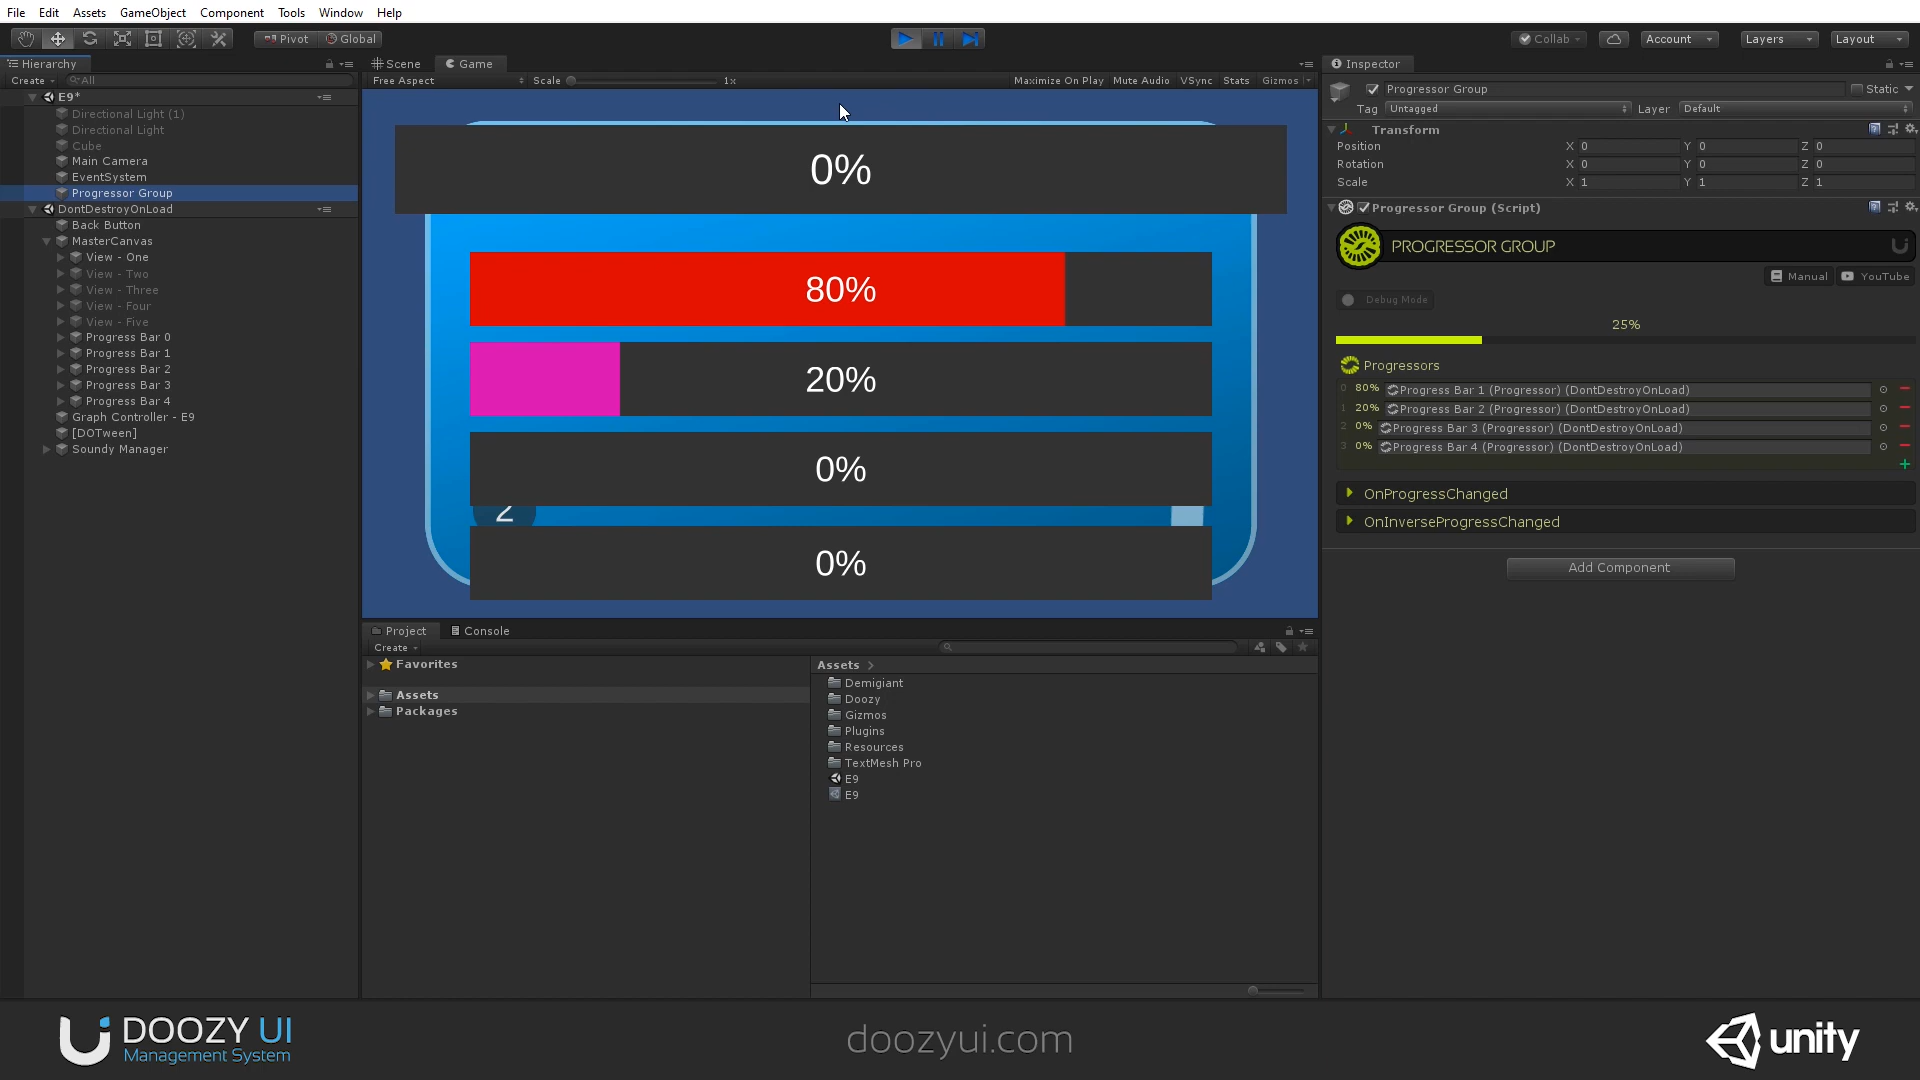 File Edit Assets GameObject Component Tools Window Help
Pivot Global Collab Account Layers Layout
Hierarchy
Create All
E9*
Directional Light (1)
Directional Light
Cube
Main Camera
EventSystem
Progressor Group
DontDestroyOnLoad
Back Button
MasterCanvas
View - One
View - Two
View - Three
View - Four
View - Five
Progress Bar 0
Progress Bar 1
Progress Bar 2
Progress Bar 3
Progress Bar 4
Graph Controller - E9
[DOTween]
Soundy Manager
Scene Game
Free Aspect Scale 1x Maximize On Play Mute Audio VSync Stats Gizmos
0%
80%
20%
0%
2
0%
Project Console
Create
Favorites
Assets
Packages
Assets
Demigiant
Doozy
Gizmos
Plugins
Resources
TextMesh Pro
E9
E9
Inspector
Progressor Group Static
Tag Untagged Layer Default
Transform
Position X 0 Y 0 Z 0
Rotation X 0 Y 0 Z 0
Scale X 1 Y 1 Z 1
Progressor Group (Script)
PROGRESSOR GROUP
Manual YouTube
Debug Mode
25%
Progressors
0 80% Progress Bar 1 (Progressor) (DontDestroyOnLoad)
1 20% Progress Bar 2 (Progressor) (DontDestroyOnLoad)
2 0% Progress Bar 3 (Progressor) (DontDestroyOnLoad)
3 0% Progress Bar 4 (Progressor) (DontDestroyOnLoad)
OnProgressChanged
OnInverseProgressChanged
Add Component
DOOZY UI
Management System
doozyui.com
unity